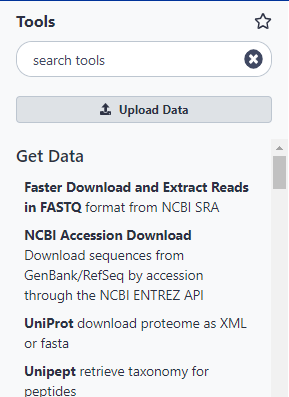 Tools
search tools
Upload Data
Get Data
Faster Download and Extract Reads
in FASTQ format from NCBI SRA
NCBI Accession Download
Download sequences from
GenBank/RefSeq by accession
through the NCBI ENTREZ API
UniProt download proteome as XML
or fasta
Unipept retrieve taxonomy for
peptides